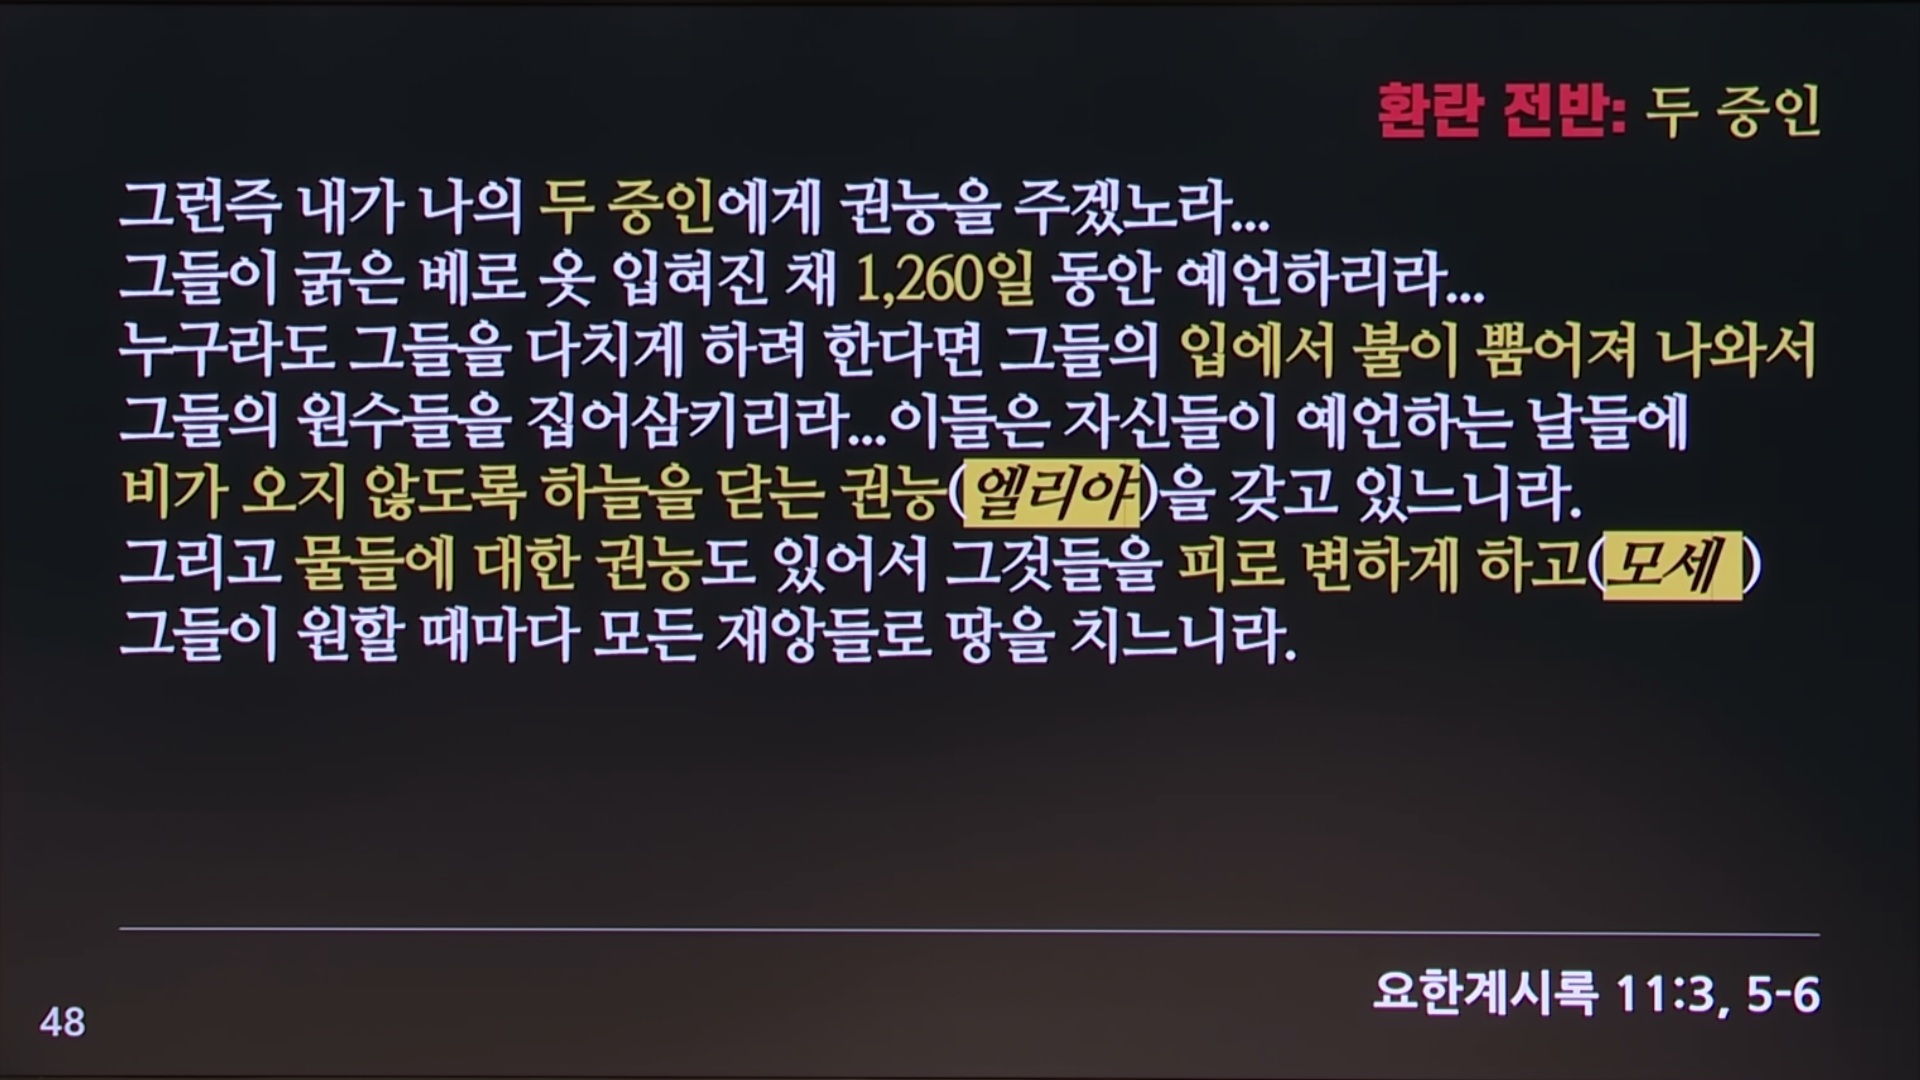 환란 전반: 두 증인
그런즉 내가 나의 두 증인에게 권능을 주겠노라...
그들이 굵은 베로 옷 입혀진 채 1,260일 동안 예언하리라...
누구라도 그들을 다치게 하려 한다면 그들의 입에서 불이 뿜어져 나와서
그들의 원수들을 집어삼키리라...이들은 자신들이 예언하는 날들에
비가 오지 않도록 하늘을 닫는 권능(엘리야)을 갖고 있느니라.
그리고 물들에 대한 권능도 있어서 그것들을 피로 변하게 하고(모세 )
그들이 원할 때마다 모든 재앙들로 땅을 치느니라.
요한계시록 11:3, 5-6
48